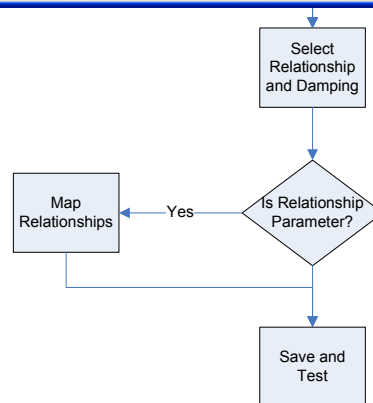 Select
Relationship
and Damping
Is Relationship
Parameter?
Yes
Map
Relationships
Save and
Test